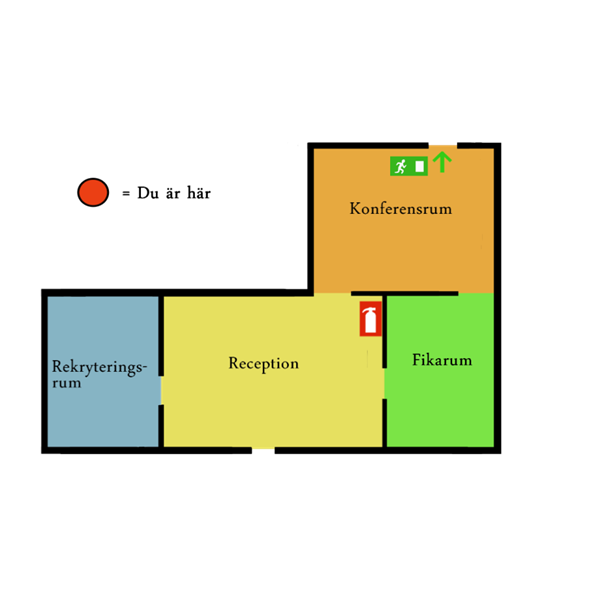 Konferensrum
= Du är här
Rekryterings-
rum
Reception
Fikarum